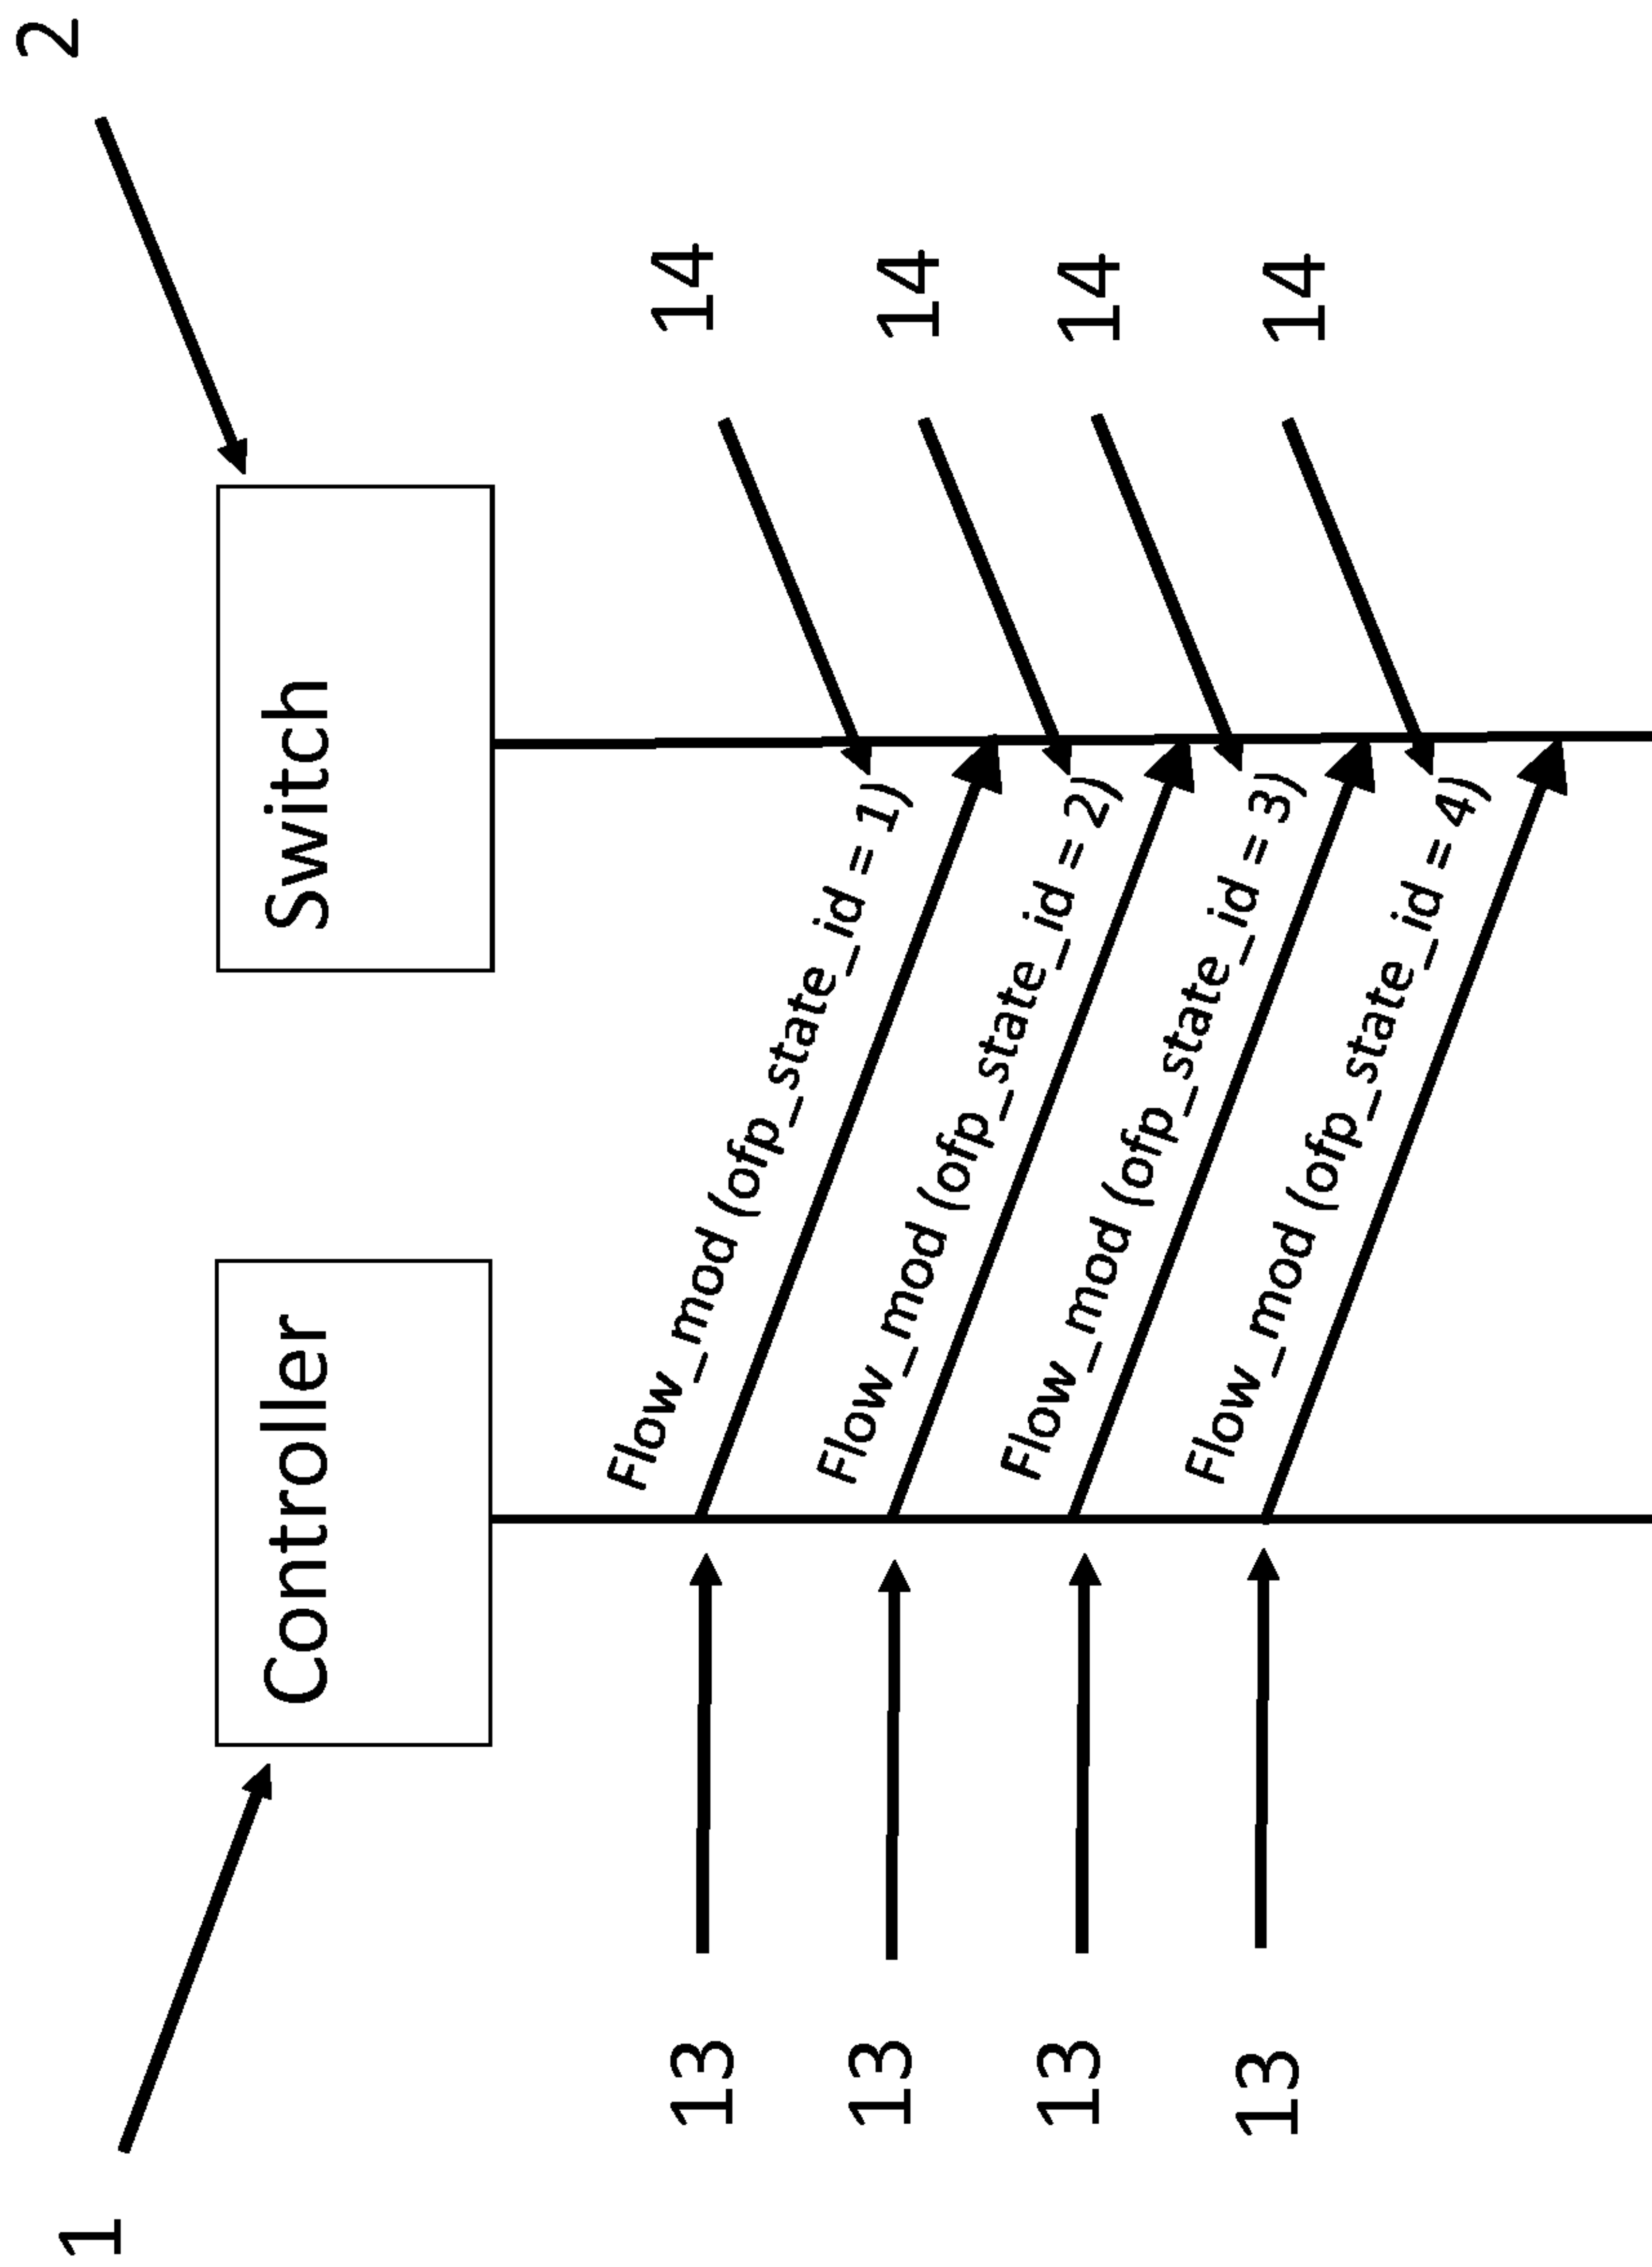 1
2
Controller
Switch
13
Flow_mod (ofp_state_id = 1)
14
13
Flow_mod (ofp_state_id = 2)
14
13
Flow_mod (ofp_state_id = 3)
14
13
Flow_mod (ofp_state_id = 4)
14